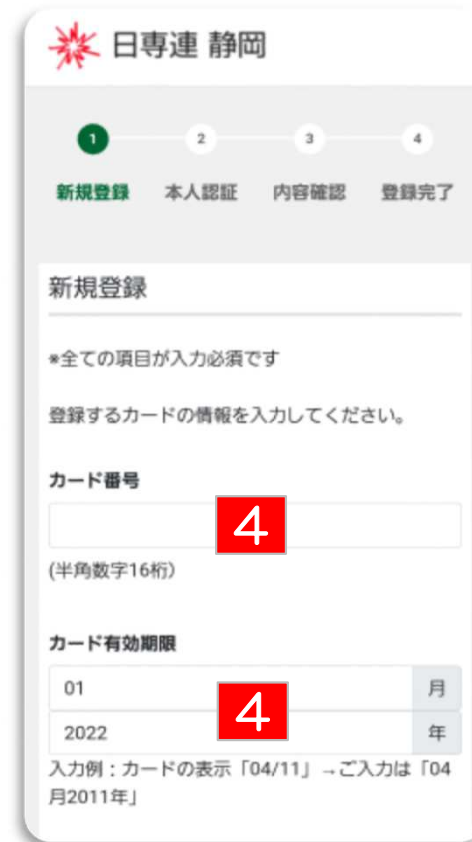 日専連 静岡
1 2 3 4
新規登録 本人認証 内容確認 登録完了
新規登録
*全ての項目が入力必須です
登録するカードの情報を入力してください。
カード番号
4
(半角数字16桁)
カード有効期限
01 月
4
2022 年
入力例：カードの表示「04/11」→ご入力は「04
月2011年」